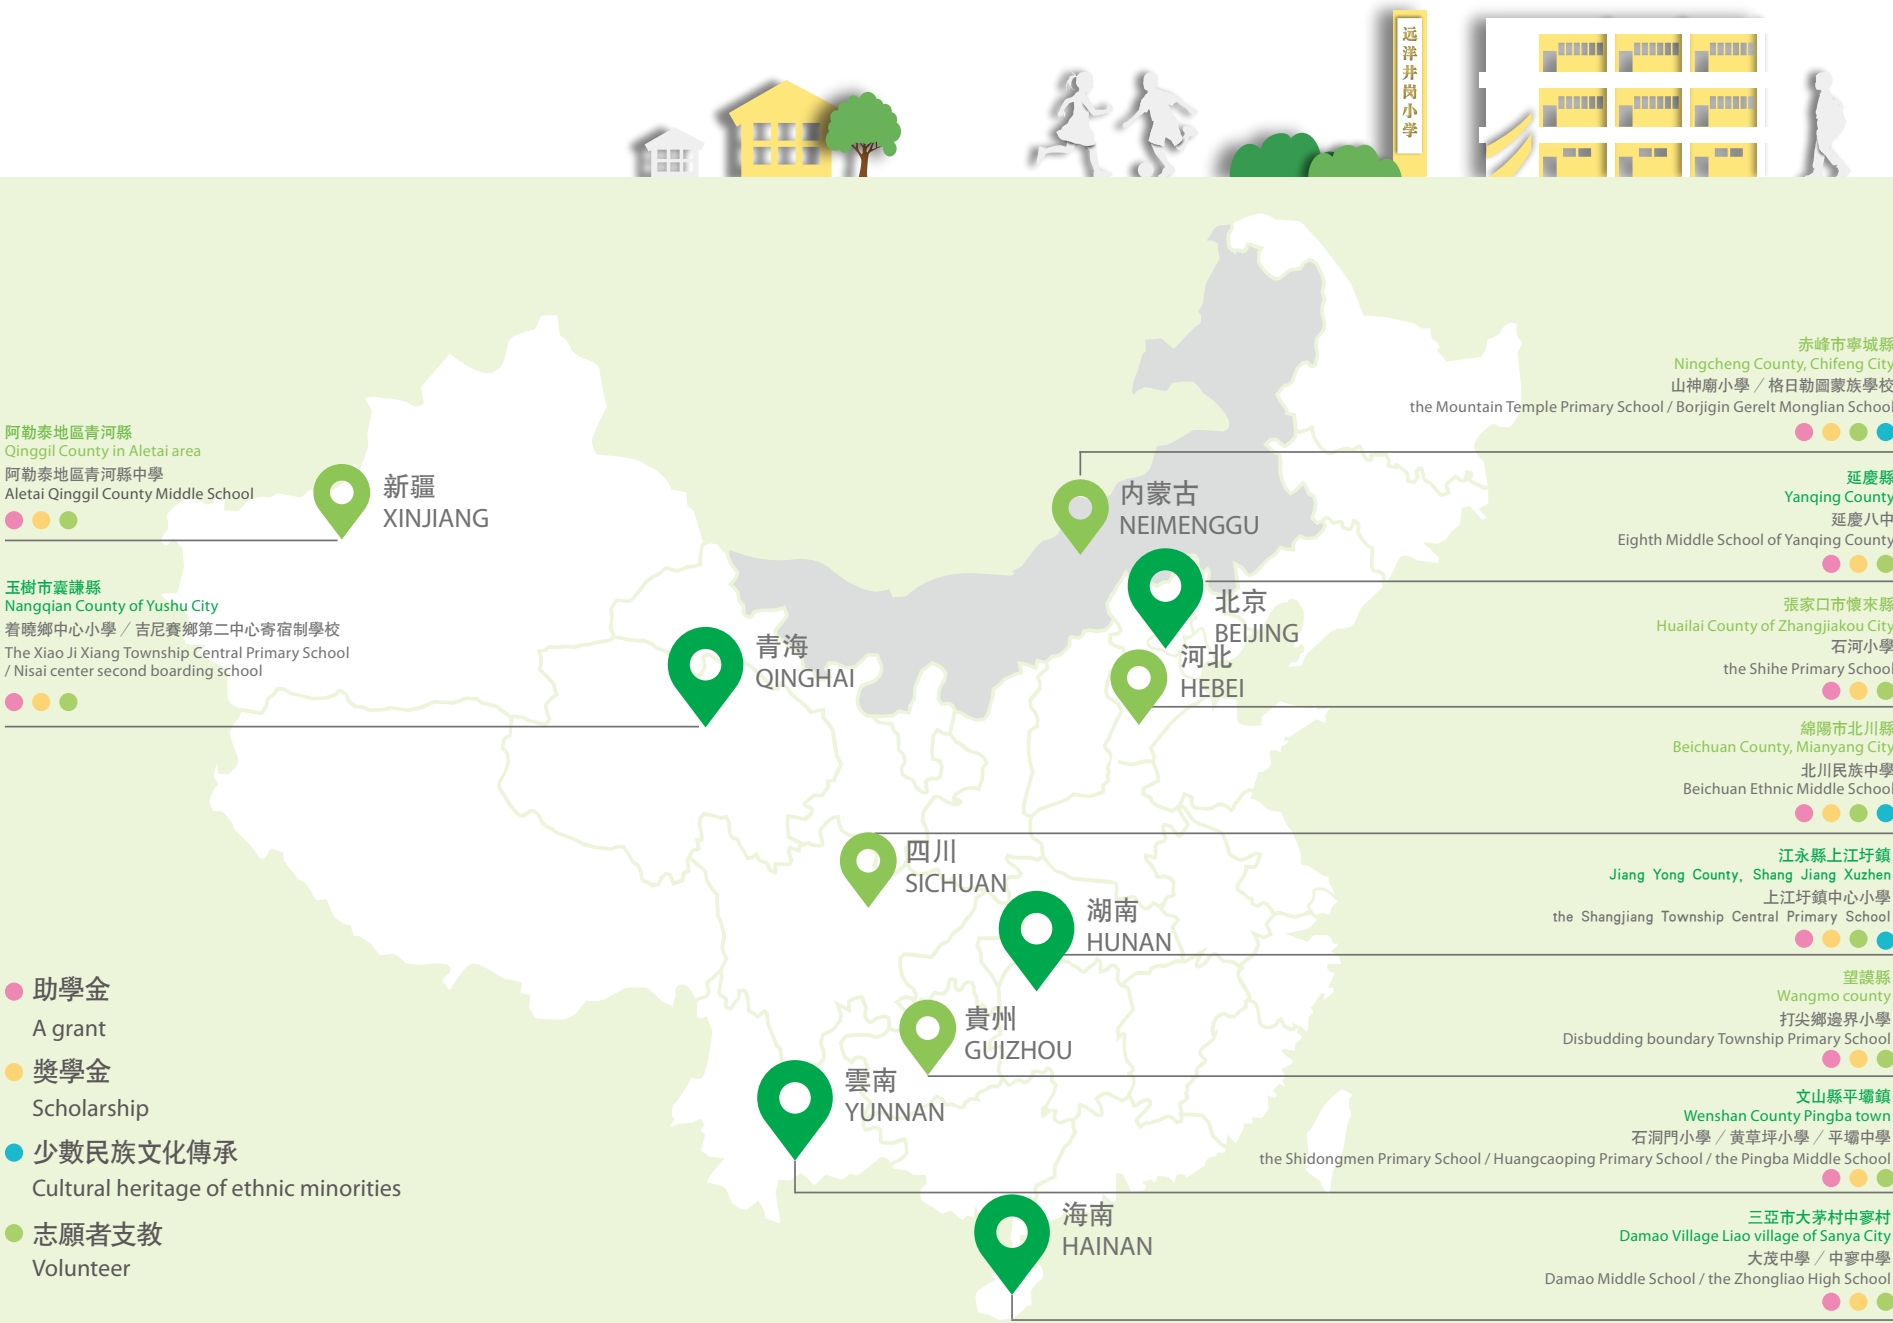 远洋井岗小学
赤峰市寧城縣
Ningcheng County, Chifeng City
山神廟小學／格日勒圖蒙族學校
the Mountain Temple Primary School / Borjigin Gerelt Monglian School
阿勒泰地區青河縣
Qinggil County in Aletai area
阿勒泰地區青河縣中學
Aletai Qinggil County Middle School
新疆
XINJIANG
内蒙古
NEIMENGGU
延慶縣
Yanqing County
延慶八中
Eighth Middle School of Yanqing County
玉樹市囊謙縣
Nangqian County of Yushu City
着曉鄉中心小學／吉尼賽鄉第二中心寄宿制學校
The Xiao Ji Xiang Township Central Primary School
/ Nisai center second boarding school
青海
QINGHAI
北京
BEIJING
河北
HEBEI
張家口市懷來縣
Huailai County of Zhangjiakou City
石河小學
the Shihe Primary School
綿陽市北川縣
Beichuan County, Mianyang City
北川民族中學
Beichuan Ethnic Middle School
四川
SICHUAN
湖南
HUNAN
江永縣上江圩鎮
Jiang Yong County, Shang Jiang Xuzhen
上江圩鎮中心小學
the Shangjiang Township Central Primary School
貴州
GUIZHOU
望謨縣
Wangmo county
打尖鄉邊界小學
Disbudding boundary Township Primary School
雲南
YUNNAN
文山縣平壩鎮
Wenshan County Pingba town
石洞門小學／黄草坪小學／平壩中學
the Shidongmen Primary School / Huangcaoping Primary School / the Pingba Middle School
海南
HAINAN
三亞市大茅村中寥村
Damao Village Liao village of Sanya City
大茂中學／中寥中學
Damao Middle School / the Zhongliao High School
助學金
A grant
獎學金
Scholarship
少數民族文化傳承
Cultural heritage of ethnic minorities
志願者支教
Volunteer